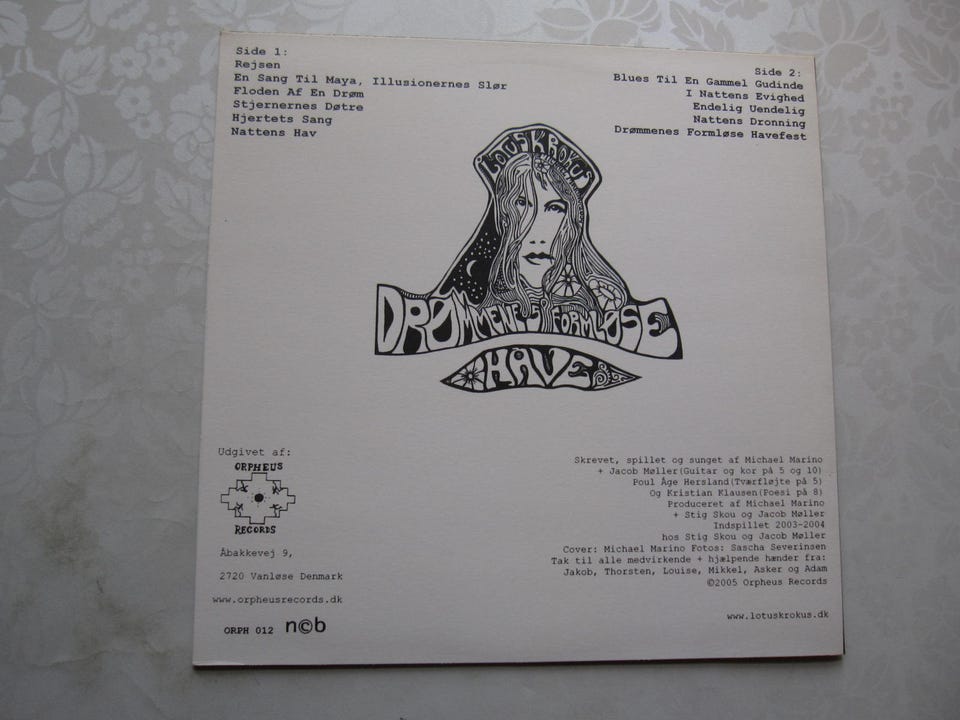 Side 1:
Rejsen
En Sang Til Maya, Illusionernes Slør
Floden Af En Drøm
Stjernernes Døtre
Hjertets Sang
Nattens Hav
Side 2:
Blues Til En Gammel Gudinde
I Nattens Evighed
Endelig Uendelig
Nattens Dronning
Drømmenes Formløse Havefest
LOTUS KROKUS
DRØMMENES FORMLØSE
HAVE
Udgivet af:
ORPHEUS
RECORDS
Åbakkevej 9,
2720 Vanløse Denmark
www.orpheusrecords.dk
ORPH 012 n©b
Skrevet, spillet og sunget af Michael Marino
+ Jacob Møller(Guitar og kor på 5 og 10)
Poul Åge Hersland(Tværfløjte på 5)
Og Kristian Klausen(Poesi på 8)
Produceret af Michael Marino
+ Stig Skou og Jacob Møller
Indspillet 2003-2004
hos Stig Skou og Jacob Møller
Cover: Michael Marino Fotos: Sascha Severinsen
Tak til alle medvirkende + hjælpende hænder fra:
Jakob, Thorsten, Louise, Mikkel, Asker og Adam
©2005 Orpheus Records
www.lotuskrokus.dk